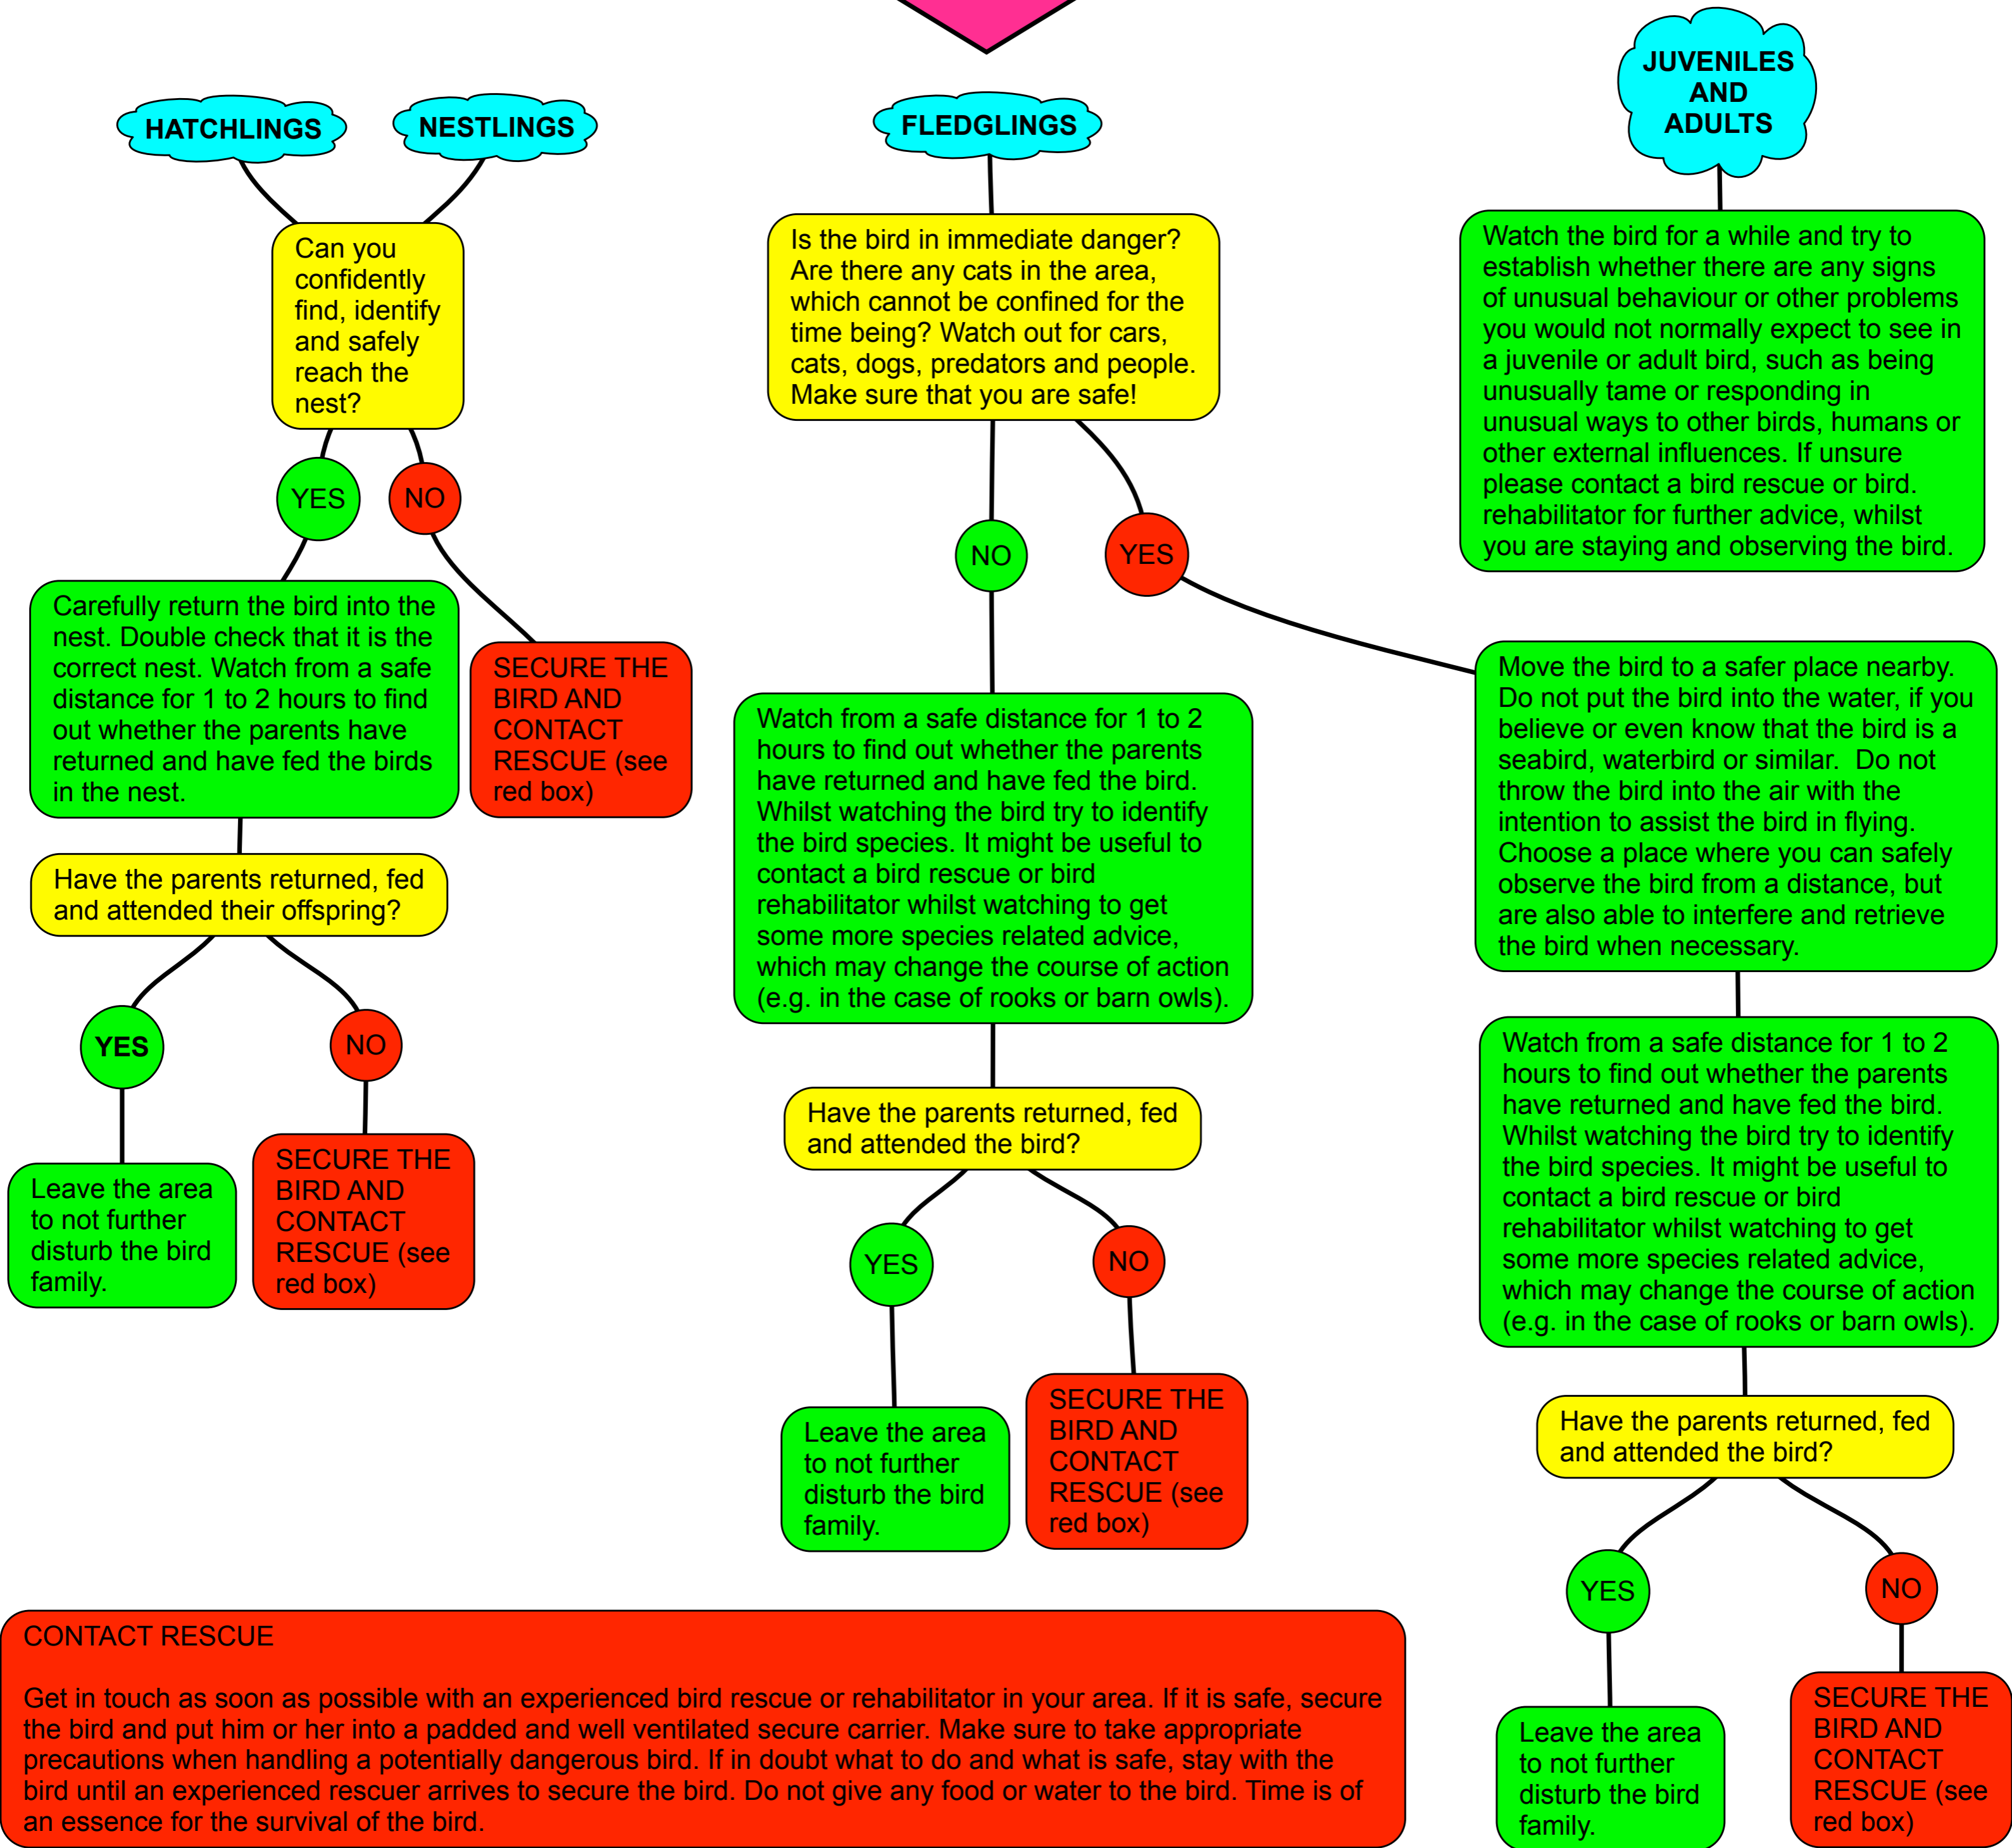 HATCHLINGS
NESTLINGS
Can you
confidently
find, identify
and safely
reach the
nest?
YES
NO
Carefully return the bird into the
nest. Double check that it is the
correct nest. Watch from a safe
distance for 1 to 2 hours to find
out whether the parents have
returned and have fed the birds
in the nest.
SECURE THE
BIRD AND
CONTACT
RESCUE (see
red box)
Have the parents returned, fed
and attended their offspring?
YES
NO
Leave the area
to not further
disturb the bird
family.
SECURE THE
BIRD AND
CONTACT
RESCUE (see
red box)
FLEDGLINGS
Is the bird in immediate danger?
Are there any cats in the area,
which cannot be confined for the
time being? Watch out for cars,
cats, dogs, predators and people.
Make sure that you are safe!
NO
YES
Watch from a safe distance for 1 to 2
hours to find out whether the parents
have returned and have fed the bird.
Whilst watching the bird try to identify
the bird species. It might be useful to
contact a bird rescue or bird
rehabilitator whilst watching to get
some more species related advice,
which may change the course of action
(e.g. in the case of rooks or barn owls).
Have the parents returned, fed
and attended the bird?
YES
NO
Leave the area
to not further
disturb the bird
family.
SECURE THE
BIRD AND
CONTACT
RESCUE (see
red box)
JUVENILES
AND
ADULTS
Watch the bird for a while and try to
establish whether there are any signs
of unusual behaviour or other problems
you would not normally expect to see in
a juvenile or adult bird, such as being
unusually tame or responding in
unusual ways to other birds, humans or
other external influences. If unsure
please contact a bird rescue or bird.
rehabilitator for further advice, whilst
you are staying and observing the bird.
Move the bird to a safer place nearby.
Do not put the bird into the water, if you
believe or even know that the bird is a
seabird, waterbird or similar.  Do not
throw the bird into the air with the
intention to assist the bird in flying.
Choose a place where you can safely
observe the bird from a distance, but
are also able to interfere and retrieve
the bird when necessary.
Watch from a safe distance for 1 to 2
hours to find out whether the parents
have returned and have fed the bird.
Whilst watching the bird try to identify
the bird species. It might be useful to
contact a bird rescue or bird
rehabilitator whilst watching to get
some more species related advice,
which may change the course of action
(e.g. in the case of rooks or barn owls).
Have the parents returned, fed
and attended the bird?
YES
NO
Leave the area
to not further
disturb the bird
family.
SECURE THE
BIRD AND
CONTACT
RESCUE (see
red box)
CONTACT RESCUE
Get in touch as soon as possible with an experienced bird rescue or rehabilitator in your area. If it is safe, secure
the bird and put him or her into a padded and well ventilated secure carrier. Make sure to take appropriate
precautions when handling a potentially dangerous bird. If in doubt what to do and what is safe, stay with the
bird until an experienced rescuer arrives to secure the bird. Do not give any food or water to the bird. Time is of
an essence for the survival of the bird.